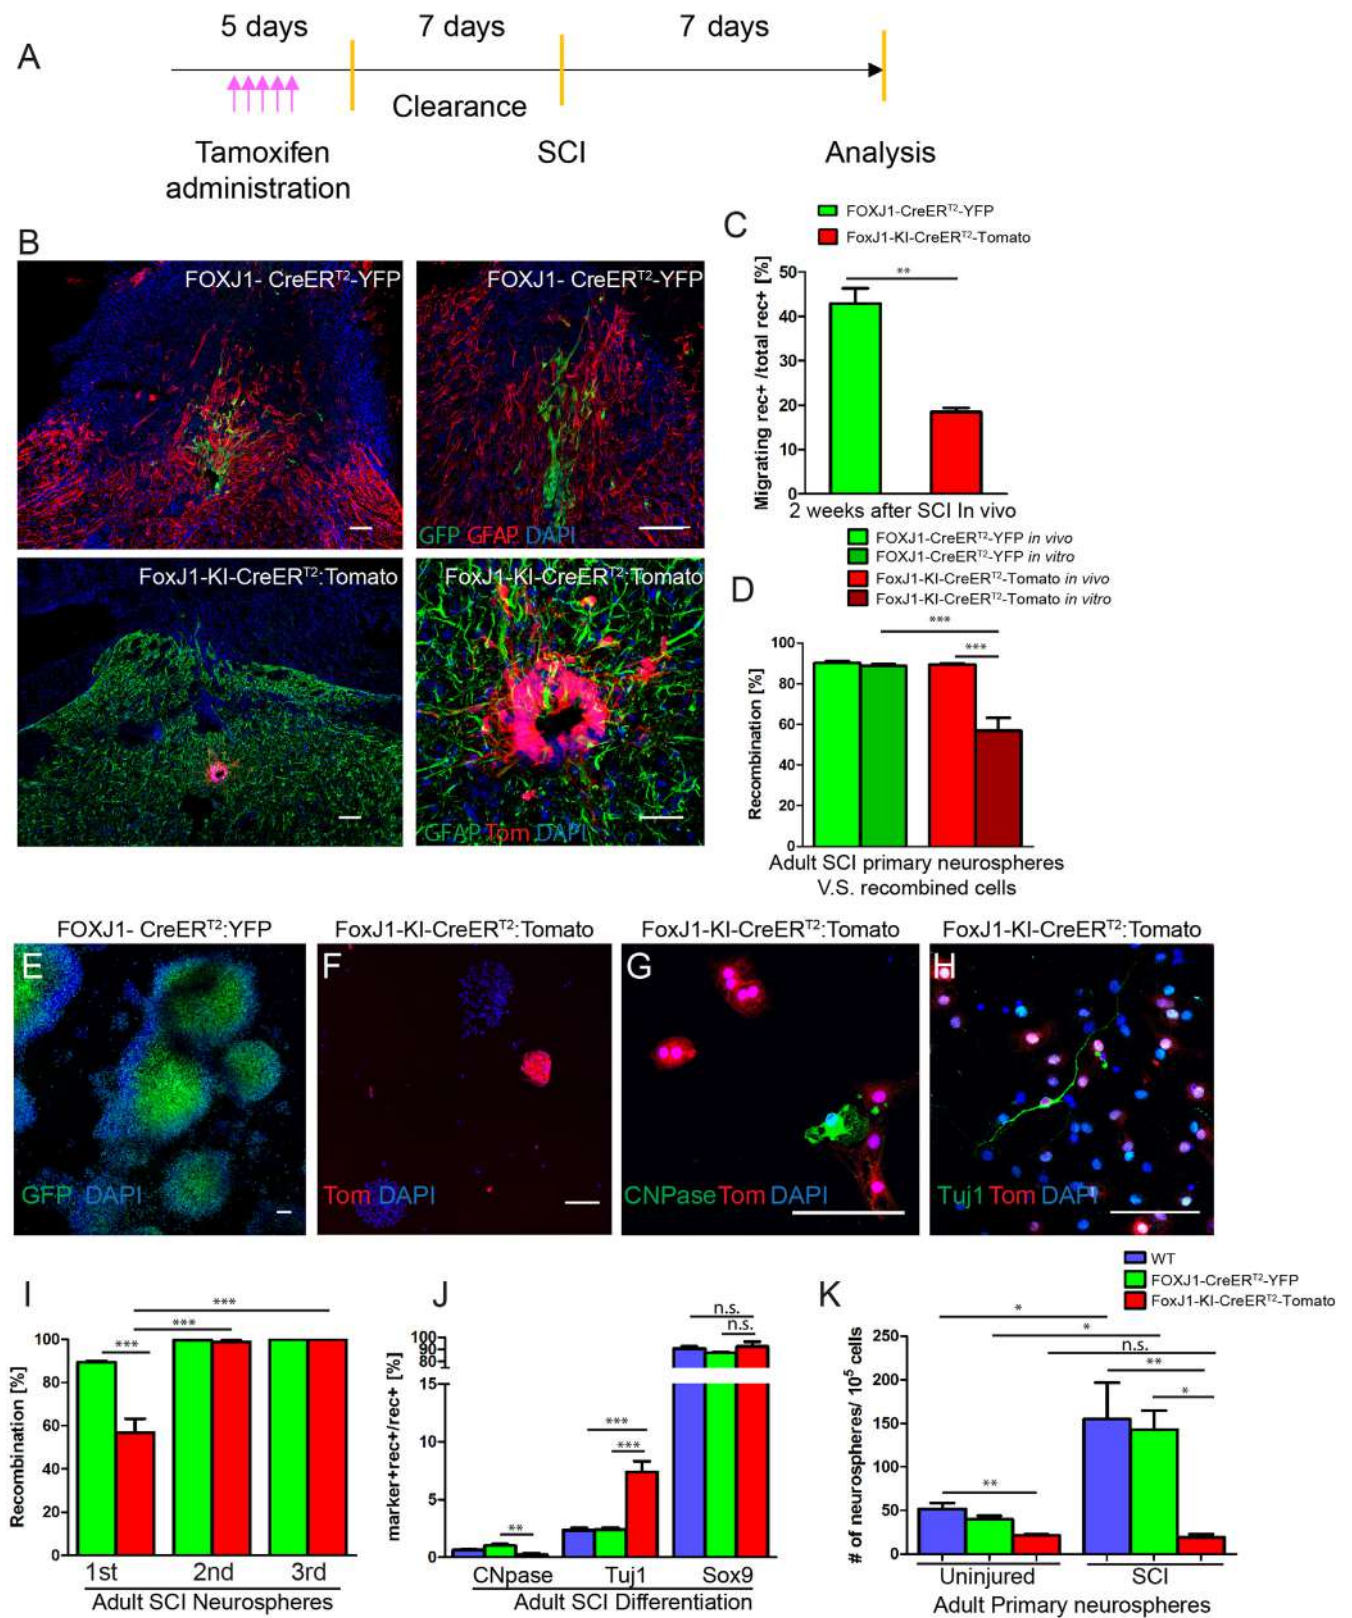 A
5 days
7 days
7 days
Clearance
Tamoxifen
administration
SCI
Analysis
B
FOXJ1- CreERT2-YFP
FOXJ1- CreERT2-YFP
GFP GFAP DAPI
FoxJ1-KI-CreERT2:Tomato
FoxJ1-KI-CreERT2:Tomato
GFAP Tom DAPI
C
FOXJ1-CreERT2-YFP
FoxJ1-KI-CreERT2-Tomato
Migrating rec+ /total rec+ [%]
50
40
30
20
10
0
**
2 weeks after SCI In vivo
D
FOXJ1-CreERT2-YFP in vivo
FOXJ1-CreERT2-YFP in vitro
FoxJ1-KI-CreERT2-Tomato in vivo
FoxJ1-KI-CreERT2-Tomato in vitro
Recombination [%]
100
80
60
40
20
0
***
***
Adult SCI primary neurospheres
V.S. recombined cells
FOXJ1- CreERT2:YFP
E
GFP DAPI
FoxJ1-KI-CreERT2:Tomato
F
Tom DAPI
FoxJ1-KI-CreERT2:Tomato
G
CNPase Tom DAPI
FoxJ1-KI-CreERT2:Tomato
H
Tuj1 Tom DAPI
I
Recombination [%]
100
80
60
40
20
0
***
***
***
1st 2nd 3rd
Adult SCI Neurospheres
J
marker+rec+/rec+ [%]
100
90
80
15
10
5
0
**
***
***
n.s.
n.s.
CNpase Tuj1 Sox9
Adult SCI Differentiation
K
WT
FOXJ1-CreERT2-YFP
FoxJ1-KI-CreERT2-Tomato
# of neurospheres/ 10^5 cells
250
200
150
100
50
0
*
*
n.s.
**
*
**
Uninjured SCI
Adult Primary neurospheres